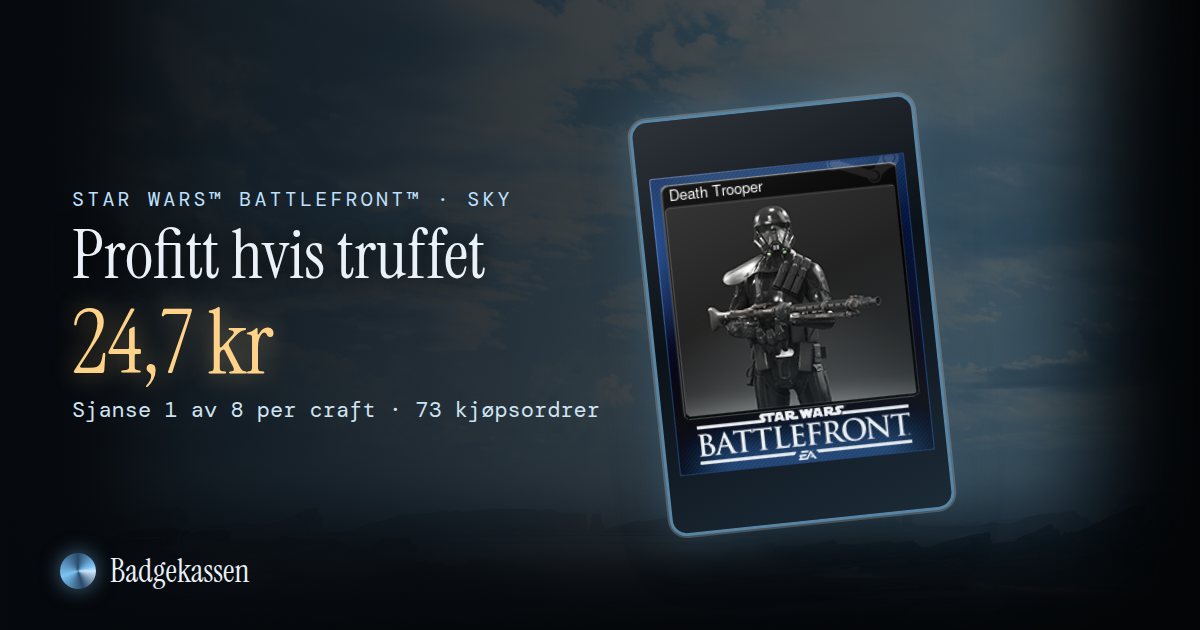 STAR WARS™ BATTLEFRONT™ · SKY
Profitt hvis truffet
24,7 kr
Sjanse 1 av 8 per craft · 73 kjøpsordrer
Badgekassen
Death Trooper
STAR WARS
BATTLEFRONT
EA